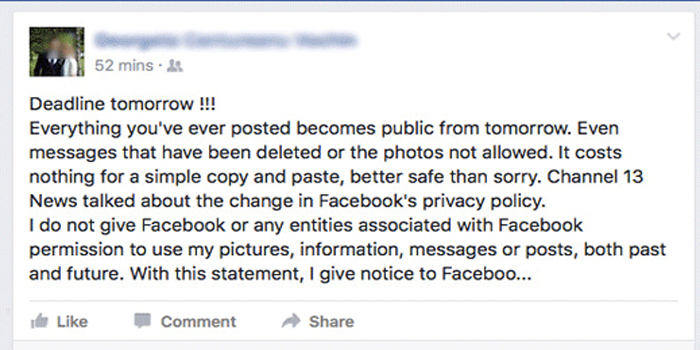 52 mins ·
Deadline tomorrow !!!
Everything you've ever posted becomes public from tomorrow. Even
messages that have been deleted or the photos not allowed. It costs
nothing for a simple copy and paste, better safe than sorry. Channel 13
News talked about the change in Facebook's privacy policy.
I do not give Facebook or any entities associated with Facebook
permission to use my pictures, information, messages or posts, both past
and future. With this statement, I give notice to Faceboo...
Like Comment Share